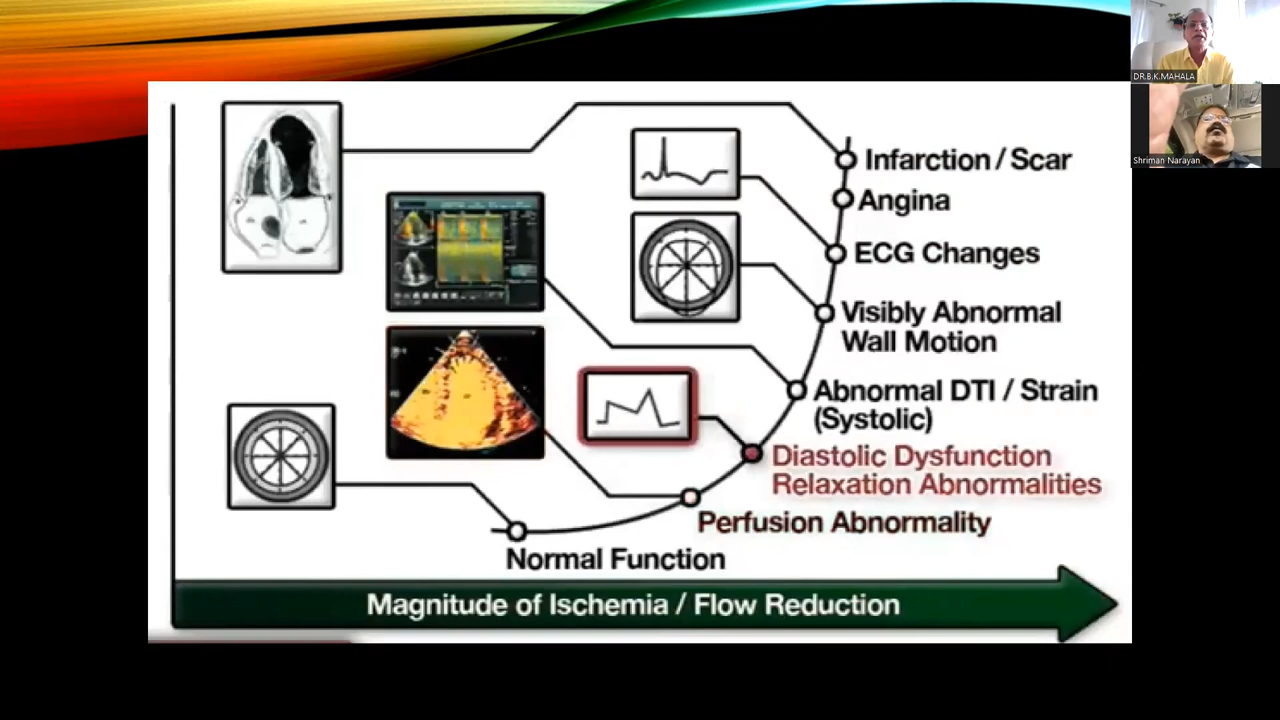 DR.B.K.MAHALA
Shriman Narayan
Infarction / Scar
Angina
ECG Changes
Visibly Abnormal
Wall Motion
Abnormal DTI / Strain
(Systolic)
Diastolic Dysfunction
Relaxation Abnormalities
Perfusion Abnormality
Normal Function
Magnitude of Ischemia / Flow Reduction